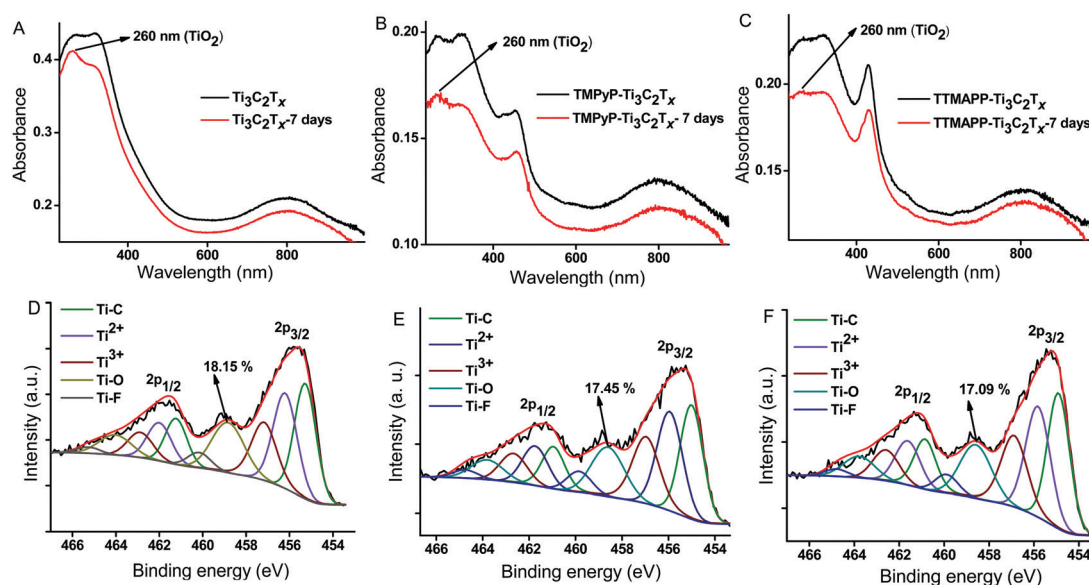 A
260 nm (TiO₂)
Ti₃C₂Tₓ
Ti₃C₂Tₓ-7 days
0.4
0.3
0.2
Absorbance
400
600
800
Wavelength (nm)
B
260 nm (TiO₂)
TMPyP-Ti₃C₂Tₓ
TMPyP-Ti₃C₂Tₓ- 7 days
0.20
0.15
0.10
Absorbance
400
600
800
Wavelength (nm)
C
260 nm (TiO₂)
TTMAPP-Ti₃C₂Tₓ
TTMAPP-Ti₃C₂Tₓ-7 days
0.20
0.15
Absorbance
400
600
800
Wavelength (nm)
D
Ti-C
Ti²⁺
Ti³⁺
Ti-O
Ti-F
2p₁/₂
18.15 %
2p₃/₂
Intensity (a.u.)
466
464
462
460
458
456
454
Binding energy (eV)
E
Ti-C
Ti²⁺
Ti³⁺
Ti-O
Ti-F
2p₁/₂
17.45 %
2p₃/₂
Intensity (a. u.)
466
464
462
460
458
456
454
Binding energy (eV)
F
Ti-C
Ti²⁺
Ti³⁺
Ti-O
Ti-F
2p₁/₂
17.09 %
2p₃/₂
Intensity (a.u.)
466
464
462
460
458
456
454
Binding energy (eV)